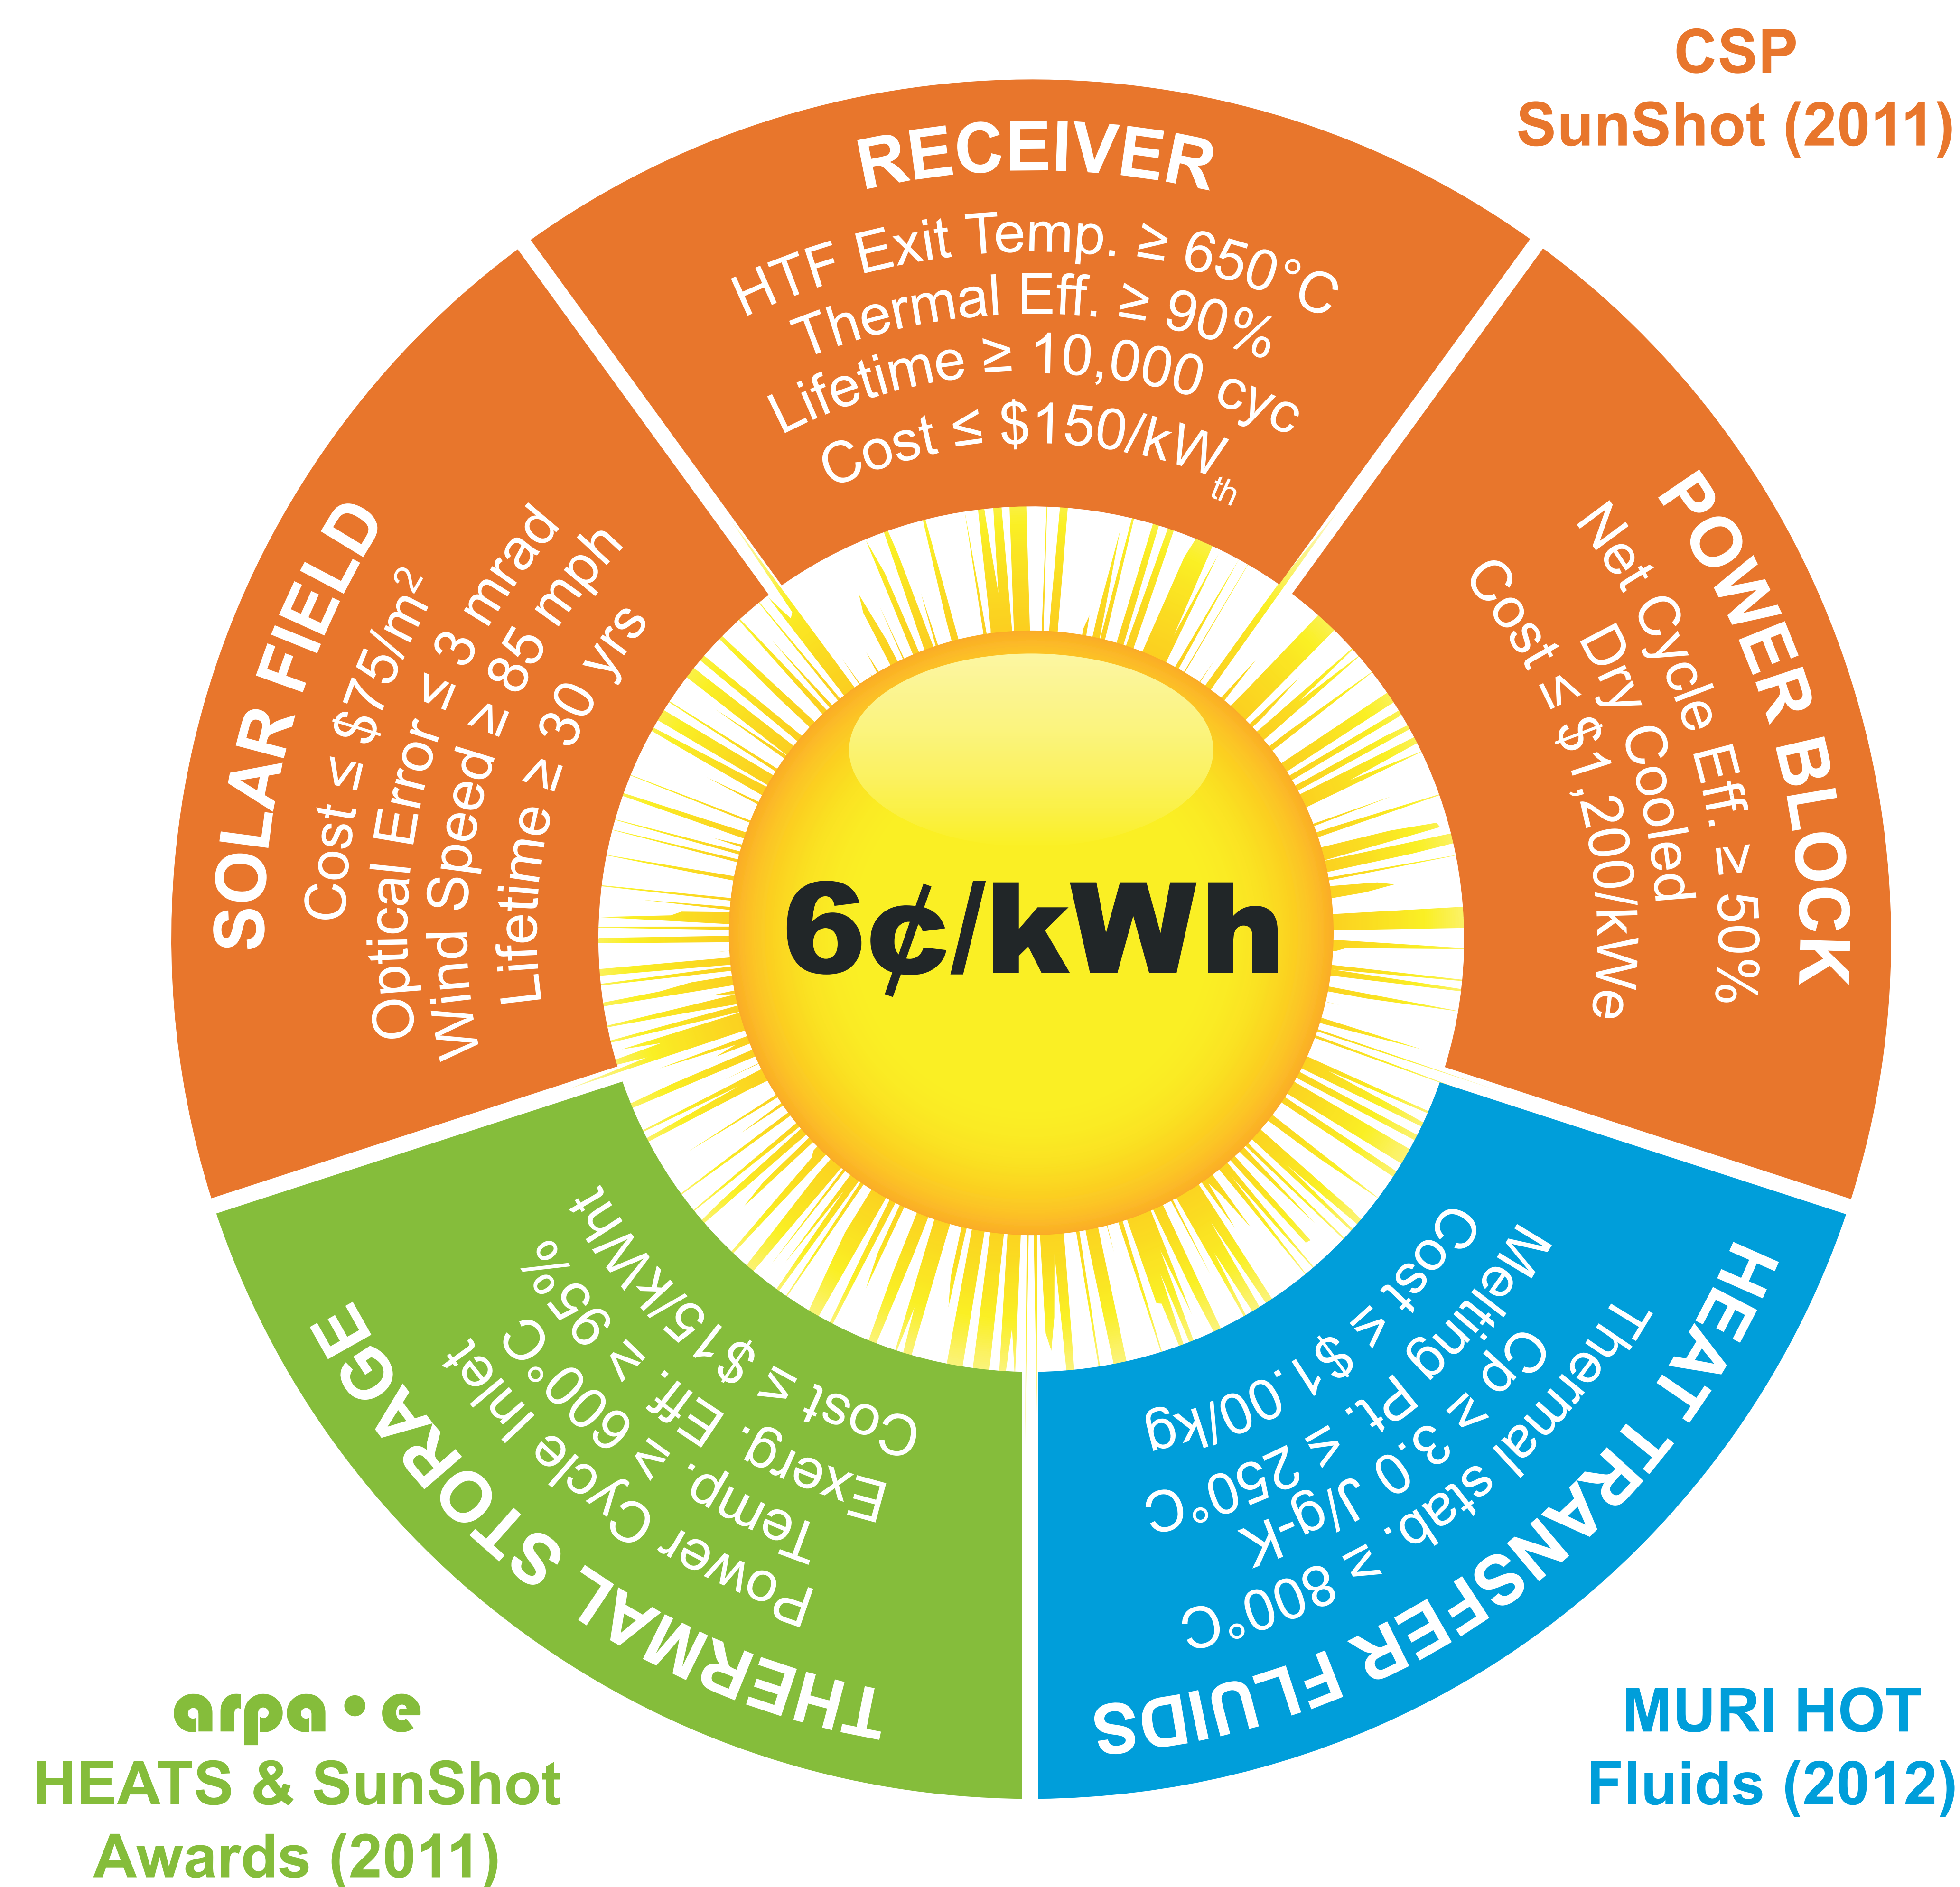 CSP
SunShot (2011)
RECEIVER
HTF Exit Temp. ≥ 650°C
Thermal Eff. ≥ 90%
Lifetime ≥ 10,000 cyc
Cost ≤ $150/kWth
POWER BLOCK
Net Cycle Eff. ≥ 50%
Dry Cooled
Cost ≤ $1,200/kWe
SOLAR FIELD
Cost ≤ $75/m²
Optical Error ≤ 3 mrad
Wind Speed ≥ 85 mph
Lifetime ≥ 30 yrs
6¢/kWh
HEAT TRANSFER FLUIDS
Thermal stab. ≥ 800°C
Cp ≥ 3.0 J/g-K
Melting Pt. ≤ 250 °C
Cost ≤ $1.00/kg
THERMAL STORAGE
Power Cycle Inlet
Temp. ≥ 600°C
Exerg. Eff. ≥ 95%
Cost ≤ $15/kWht
arpa·e
HEATS & SunShot
Awards (2011)
MURI HOT
Fluids (2012)